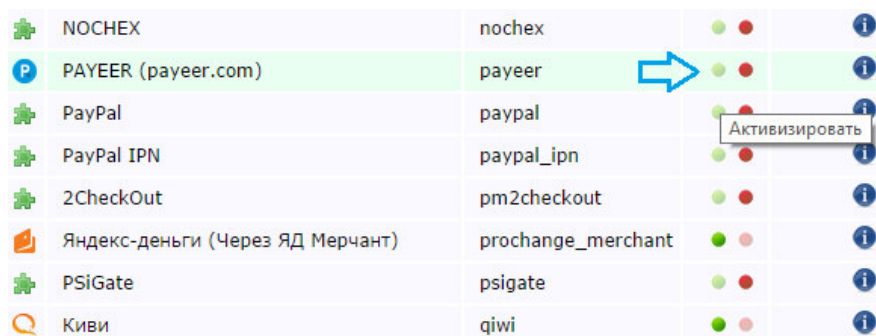 NOCHEX nochex
PAYEER (payeer.com) payeer
PayPal paypal
Активизировать
PayPal IPN paypal_ipn
2CheckOut pm2checkout
Яндекс-деньги (Через ЯД Мерчант) prochange_merchant
PSiGate psigate
Киви qiwi